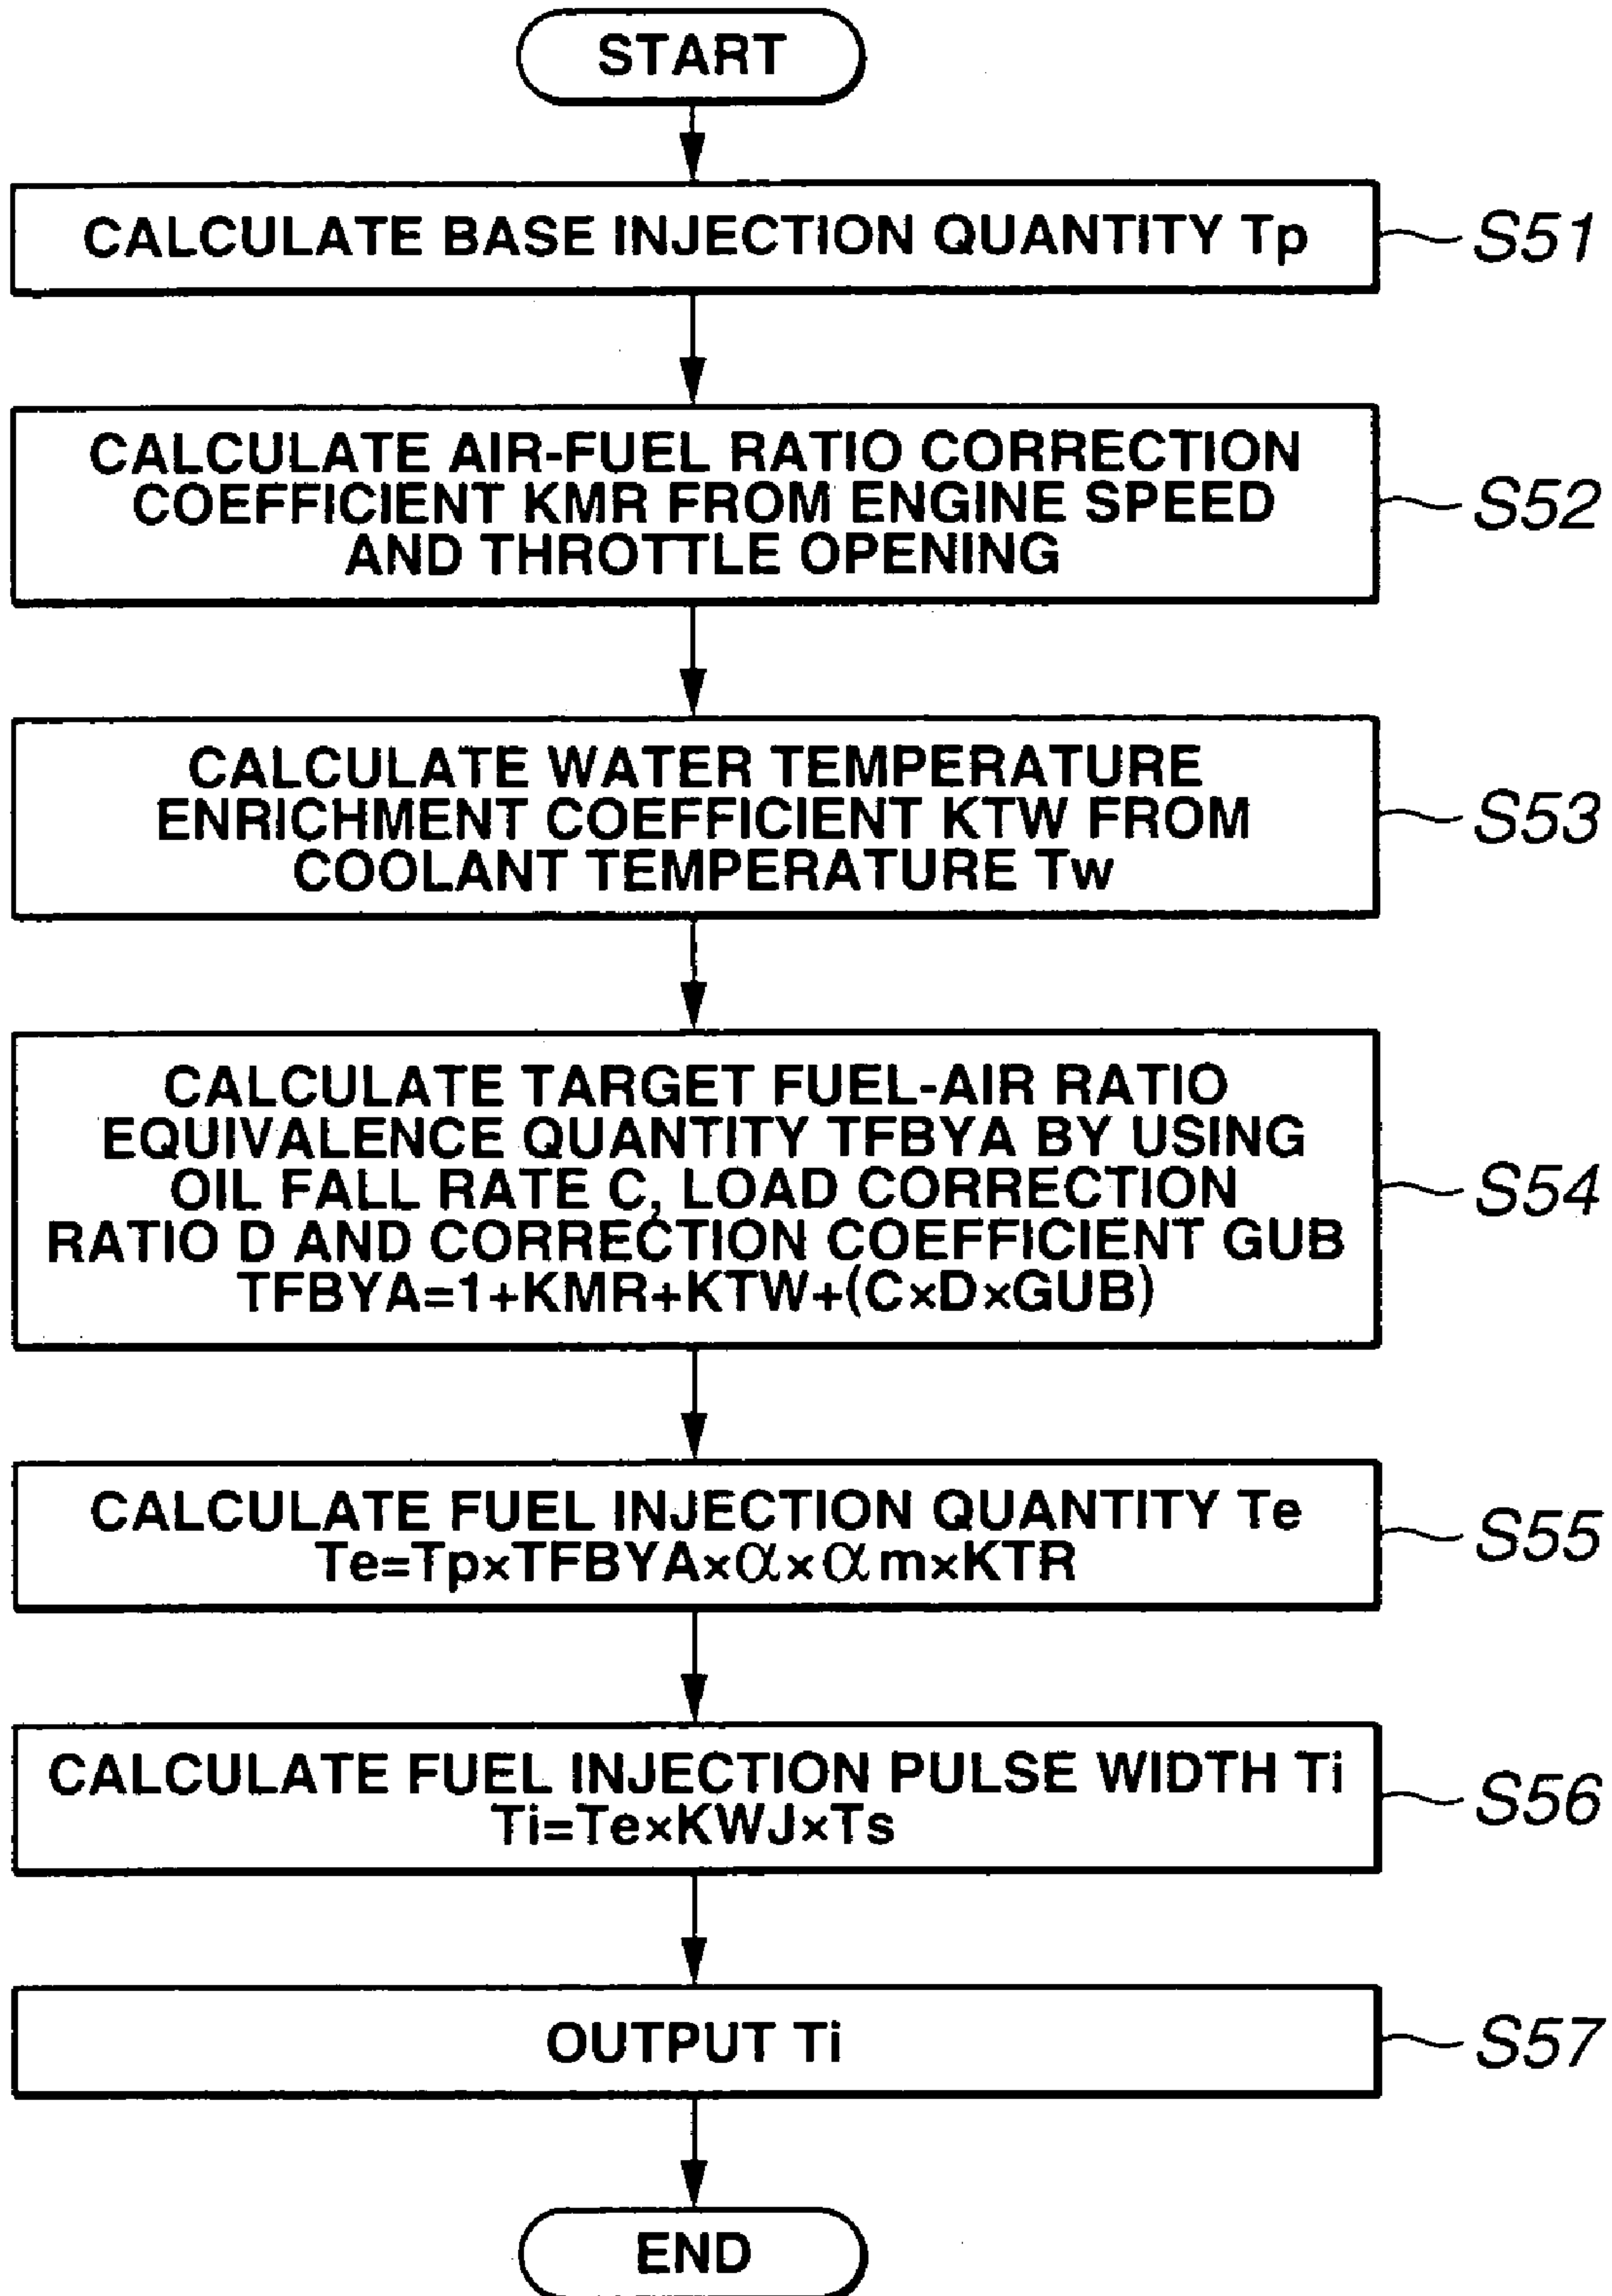 START
CALCULATE BASE INJECTION QUANTITY Tp
S51
CALCULATE AIR-FUEL RATIO CORRECTION
COEFFICIENT KMR FROM ENGINE SPEED
AND THROTTLE OPENING
S52
CALCULATE WATER TEMPERATURE
ENRICHMENT COEFFICIENT KTW FROM
COOLANT TEMPERATURE Tw
S53
CALCULATE TARGET FUEL-AIR RATIO
EQUIVALENCE QUANTITY TFBYA BY USING
OIL FALL RATE C, LOAD CORRECTION
RATIO D AND CORRECTION COEFFICIENT GUB
TFBYA=1+KMR+KTW+(C×D×GUB)
S54
CALCULATE FUEL INJECTION QUANTITY Te
Te=Tp×TFBYA×α×αm×KTR
S55
CALCULATE FUEL INJECTION PULSE WIDTH Ti
Ti=Te×KWJ×Ts
S56
OUTPUT Ti
S57
END